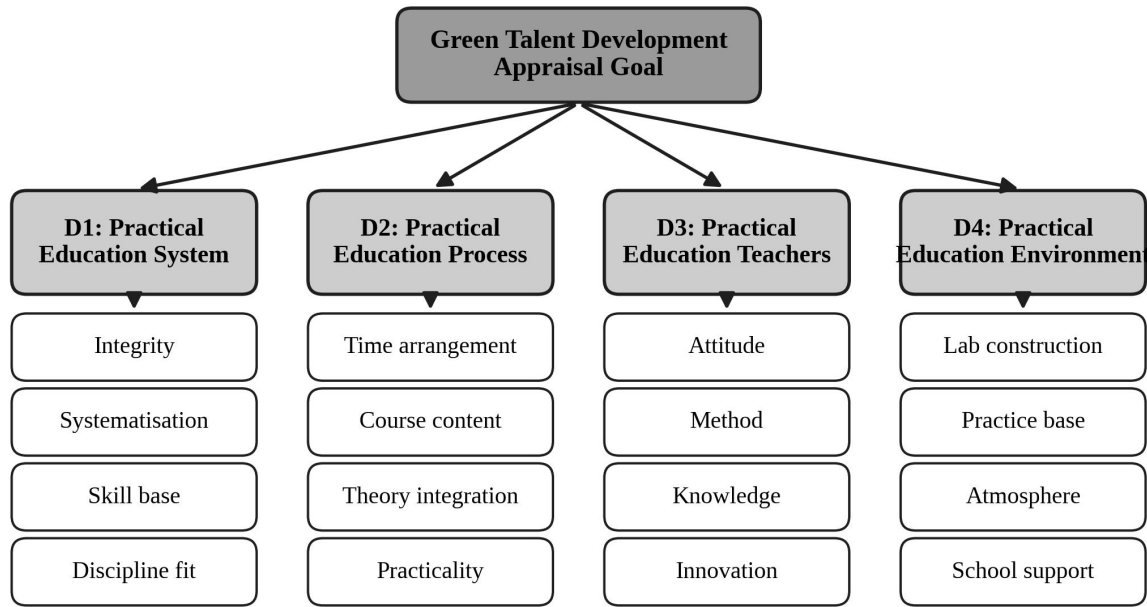 Green Talent Development
Appraisal Goal
D1: Practical
Education System
D2: Practical
Education Process
D3: Practical
Education Teachers
D4: Practical
Education Environment
Integrity
Time arrangement
Attitude
Lab construction
Systematisation
Course content
Method
Practice base
Skill base
Theory integration
Knowledge
Atmosphere
Discipline fit
Practicality
Innovation
School support